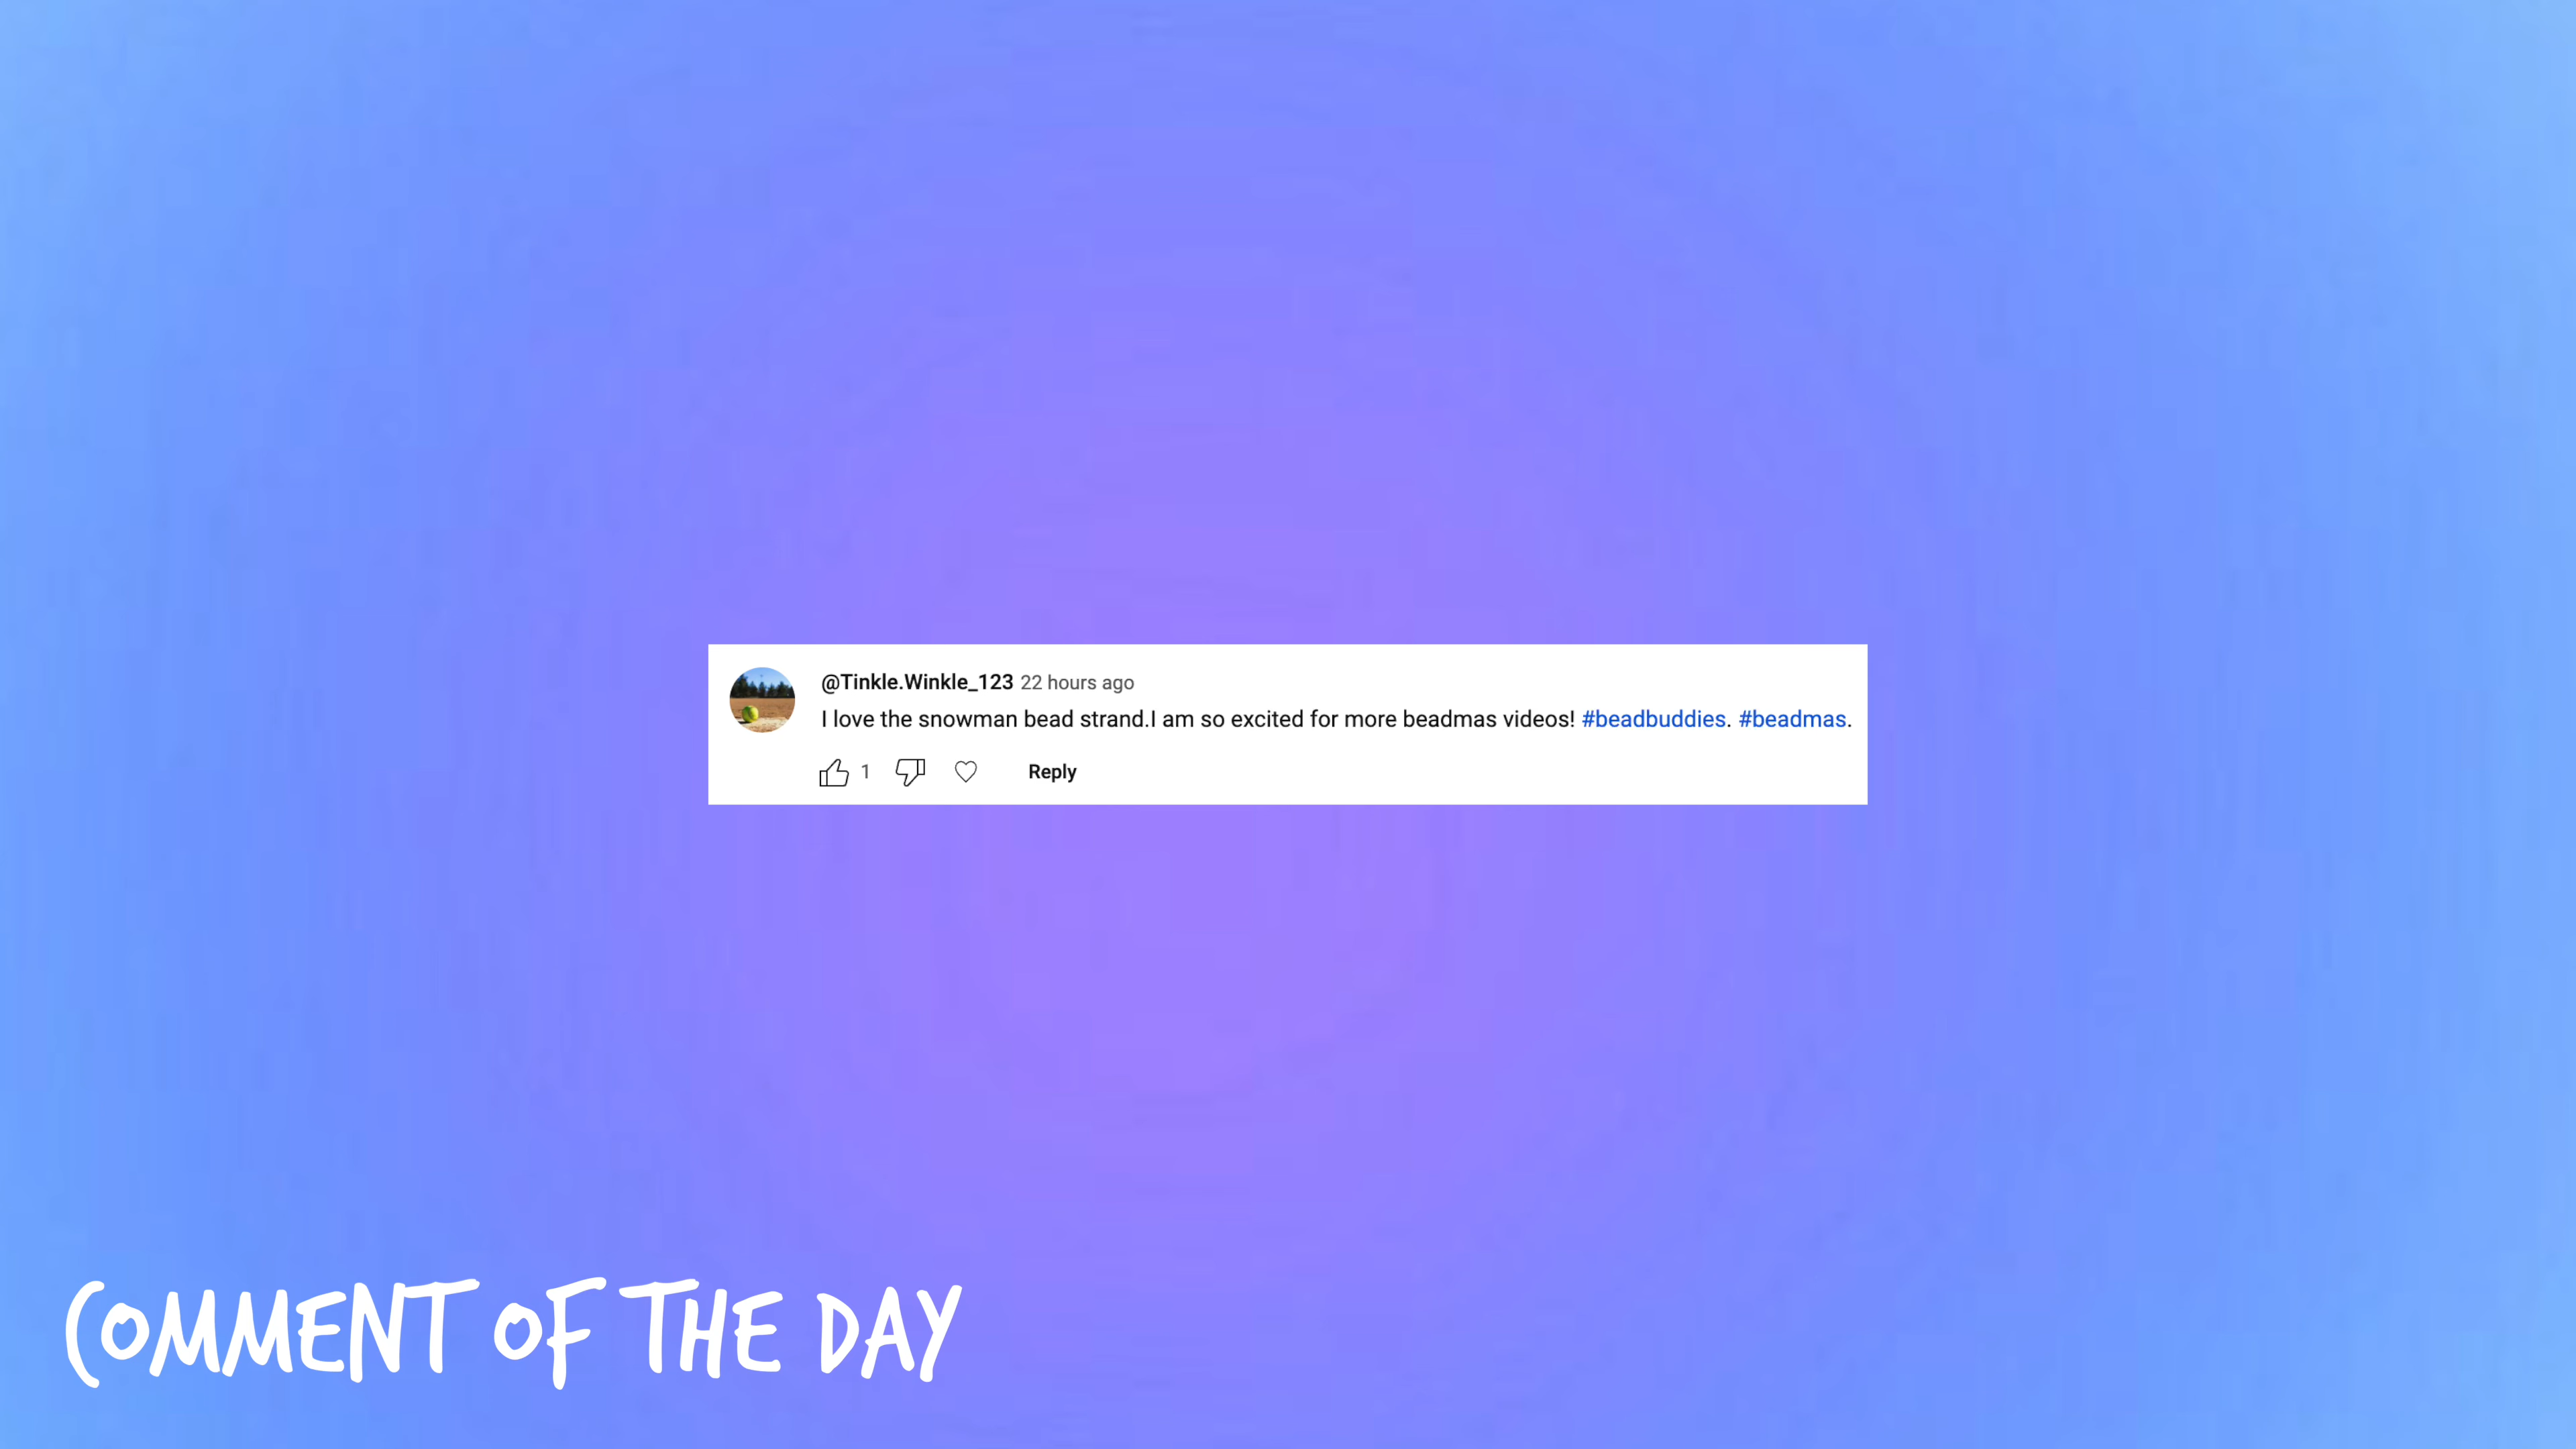 @Tinkle.Winkle_123 22 hours ago
I love the snowman bead strand.I am so excited for more beadmas videos! #beadbuddies. #beadmas.
1 Reply
COMMENT OF THE DAY